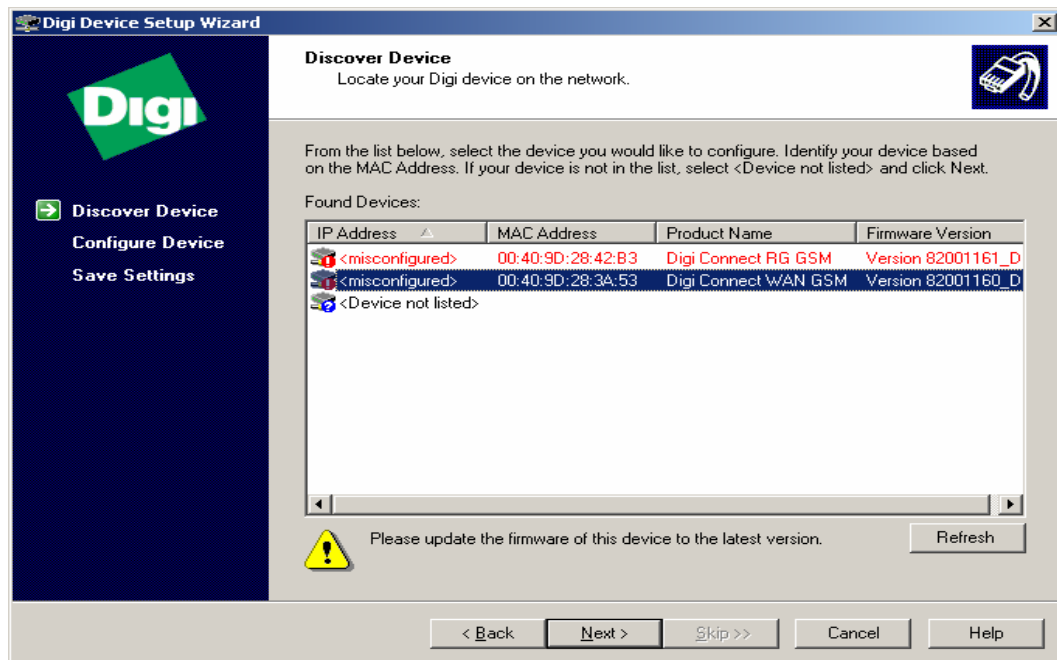 Digi Device Setup Wizard
Digi
Discover Device
Configure Device
Save Settings
Discover Device
Locate your Digi device on the network.
From the list below, select the device you would like to configure. Identify your device based
on the MAC Address. If your device is not in the list, select <Device not listed> and click Next.
Found Devices:
IP Address MAC Address Product Name Firmware Version
<misconfigured> 00:40:9D:28:42:B3 Digi Connect RG GSM Version 82001161_D
<misconfigured> 00:40:9D:28:3A:53 Digi Connect WAN GSM Version 82001160_D
<Device not listed>
Please update the firmware of this device to the latest version.
Refresh
< Back Next > Skip >> Cancel Help